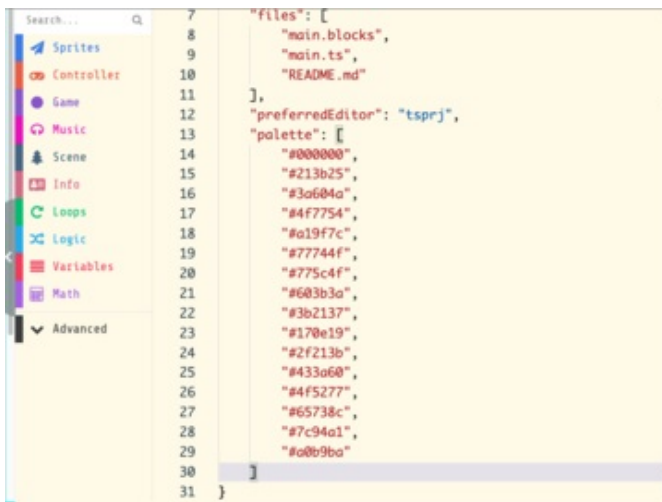 Search...
Sprites
Controller
Game
Music
Scene
Info
Loops
Logic
Variables
Math
Advanced
7 "files": [
8 "main.blocks",
9 "main.ts",
10 "README.md"
11 ],
12 "preferredEditor": "tsprj",
13 "palette": [
14 "#000000",
15 "#213b25",
16 "#3a604a",
17 "#4f7754",
18 "#a19f7c",
19 "#77744f",
20 "#775c4f",
21 "#603b3a",
22 "#3b2137",
23 "#170e19",
24 "#2f213b",
25 "#433a60",
26 "#4f5277",
27 "#65738c",
28 "#7c94a1",
29 "#a0b9ba"
30 ]
31 }